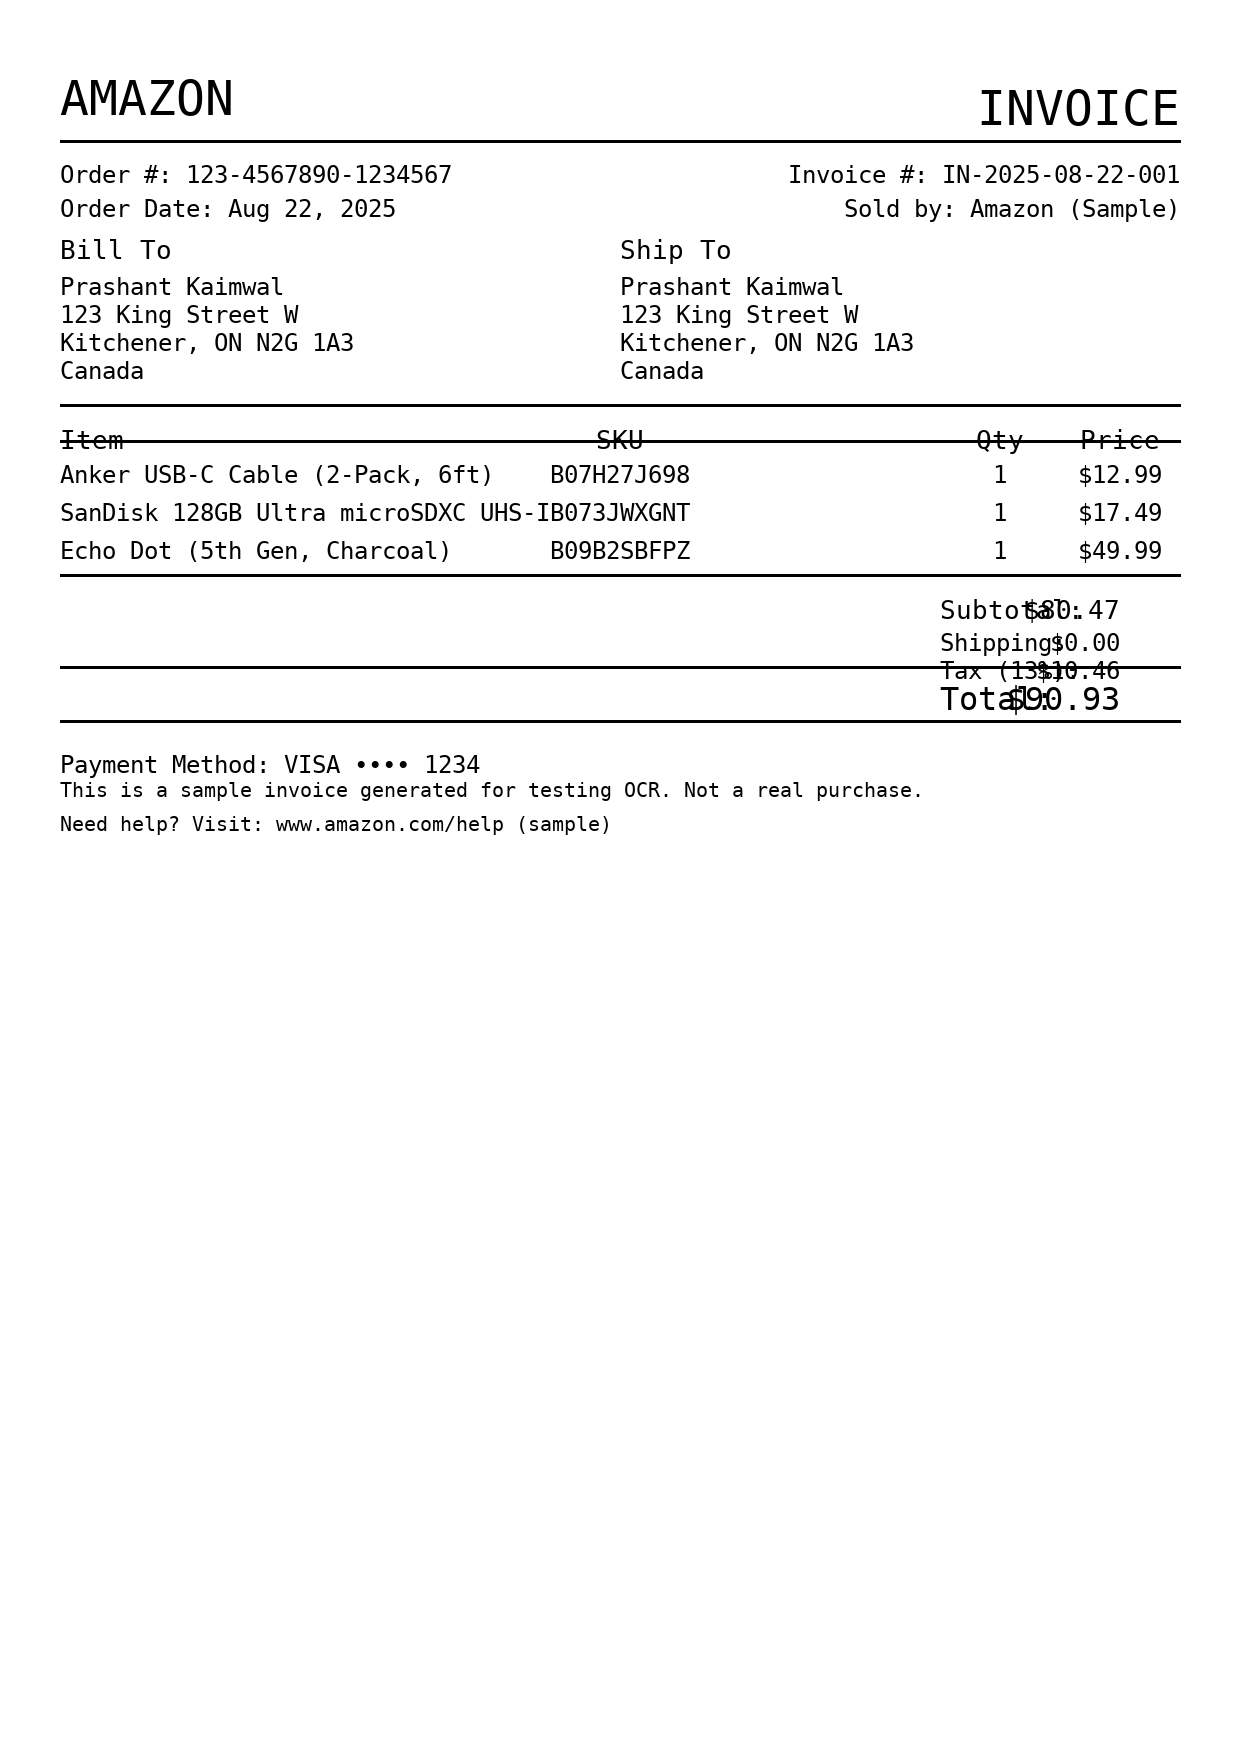 AMAZON INVOICE
Order #: 123-4567890-1234567 Invoice #: IN-2025-08-22-001
Order Date: Aug 22, 2025 Sold by: Amazon (Sample)
Bill To Ship To
Prashant Kaimwal Prashant Kaimwal
123 King Street W 123 King Street W
Kitchener, ON N2G 1A3 Kitchener, ON N2G 1A3
Canada Canada
Item SKU Qty Price
Anker USB-C Cable (2-Pack, 6ft) B07H27J698 1 $12.99
SanDisk 128GB Ultra microSDXC UHS-I B073JWXGNT 1 $17.49
Echo Dot (5th Gen, Charcoal) B09B2SBFPZ 1 $49.99
Subtotal: $80.47
Shipping: $0.00
Tax (13%): $10.46
Total: $90.93
Payment Method: VISA •••• 1234
This is a sample invoice generated for testing OCR. Not a real purchase.
Need help? Visit: www.amazon.com/help (sample)